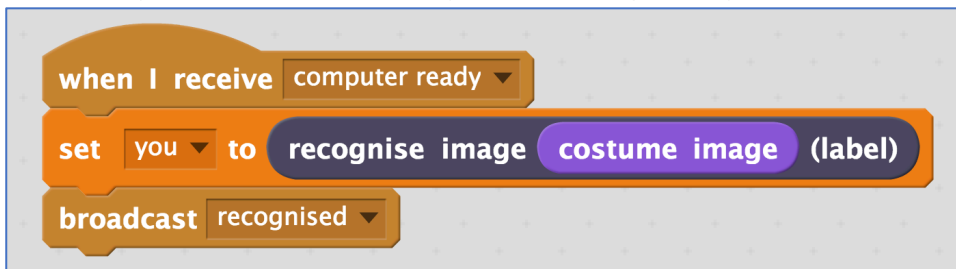 when I receive computer ready
set you to recognise image costume image (label)
broadcast recognised